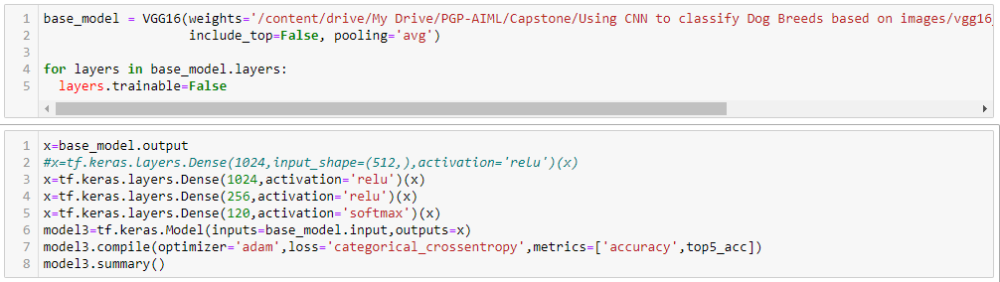 1 base_model = VGG16(weights='/content/drive/My Drive/PGP-AIML/Capstone/Using CNN to classify Dog Breeds based on images/vgg16_
2                    include_top=False, pooling='avg')
3
4 for layers in base_model.layers:
5   layers.trainable=False
1 x=base_model.output
2 #x=tf.keras.layers.Dense(1024,input_shape=(512,),activation='relu')(x)
3 x=tf.keras.layers.Dense(1024,activation='relu')(x)
4 x=tf.keras.layers.Dense(256,activation='relu')(x)
5 x=tf.keras.layers.Dense(120,activation='softmax')(x)
6 model3=tf.keras.Model(inputs=base_model.input,outputs=x)
7 model3.compile(optimizer='adam',loss='categorical_crossentropy',metrics=['accuracy',top5_acc])
8 model3.summary()